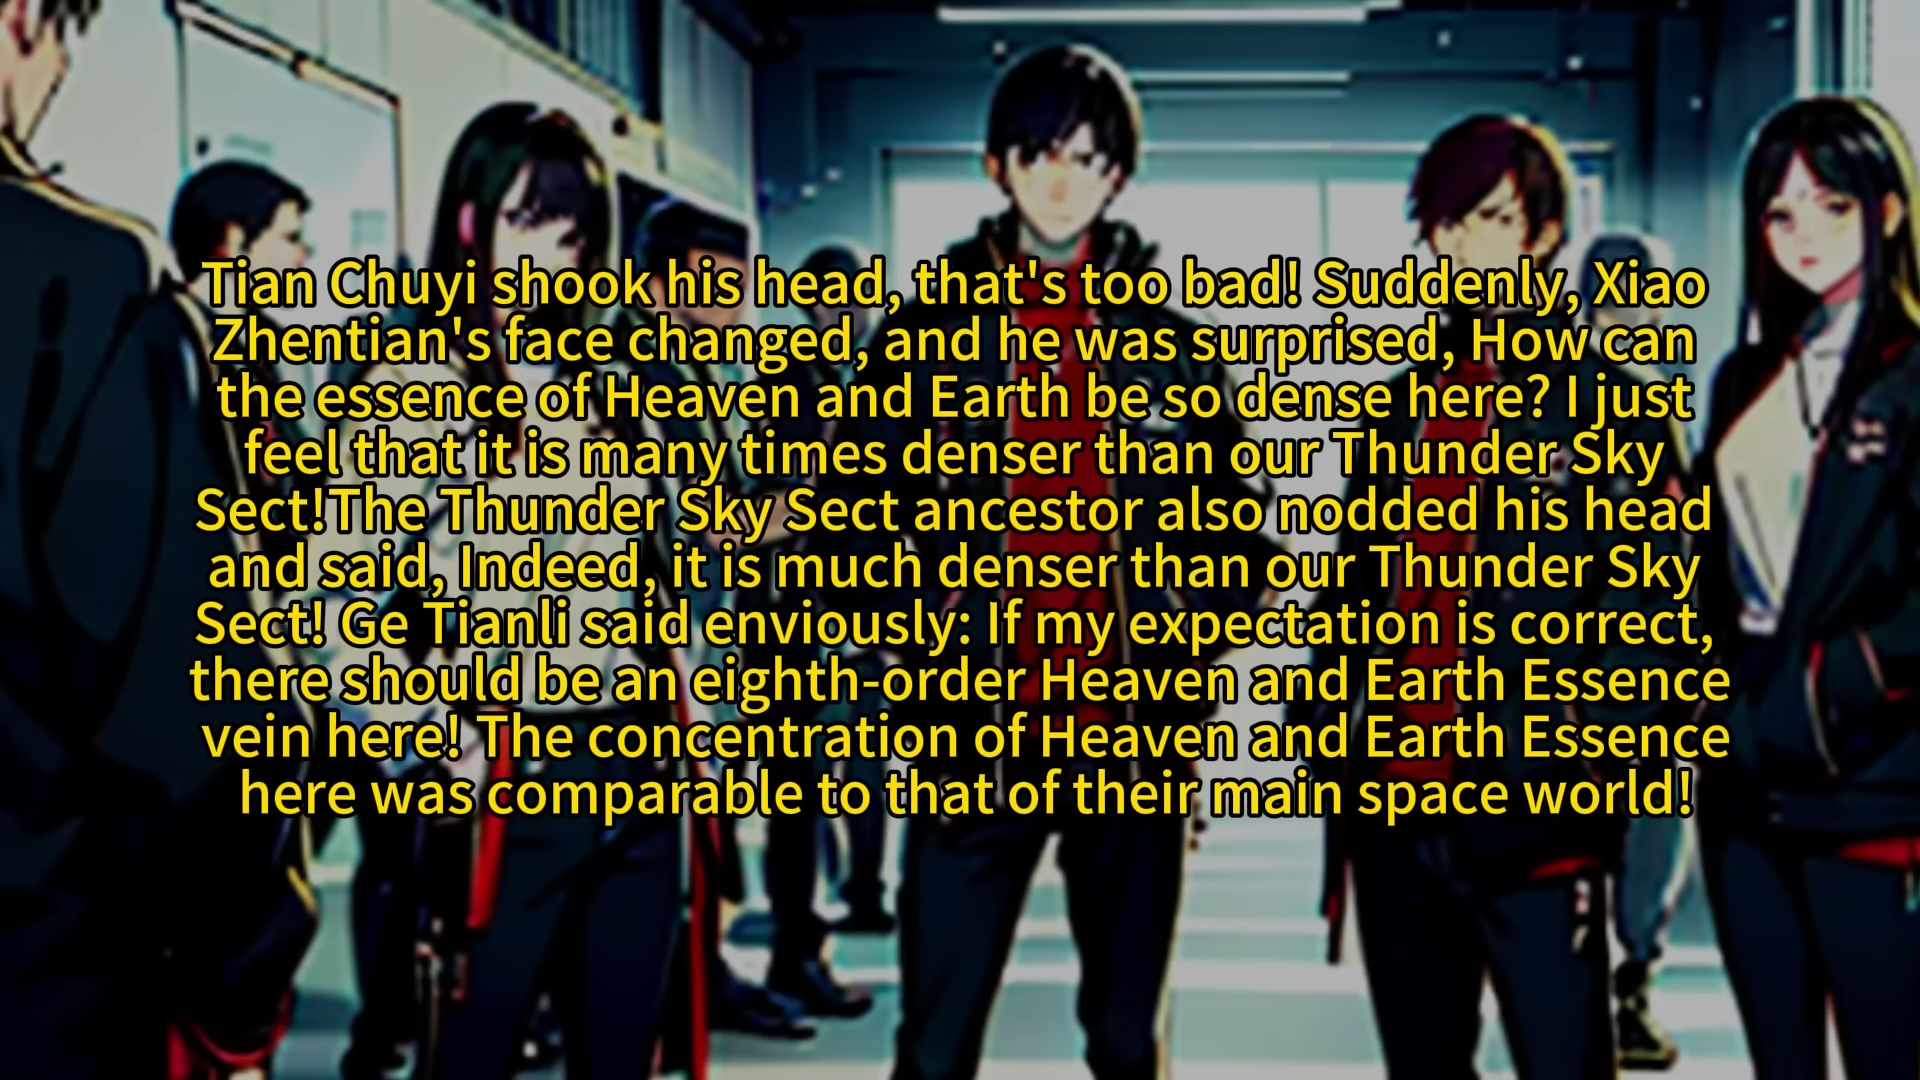 Tian Chuyi shook his head, that's too bad! Suddenly, Xiao
Zhentian's face changed, and he was surprised, How can
the essence of Heaven and Earth be so dense here? I just
feel that it is many times denser than our Thunder Sky
Sect!The Thunder Sky Sect ancestor also nodded his head
and said, Indeed, it is much denser than our Thunder Sky
Sect! Ge Tianli said enviously: If my expectation is correct,
there should be an eighth-order Heaven and Earth Essence
vein here! The concentration of Heaven and Earth Essence
here was comparable to that of their main space world!